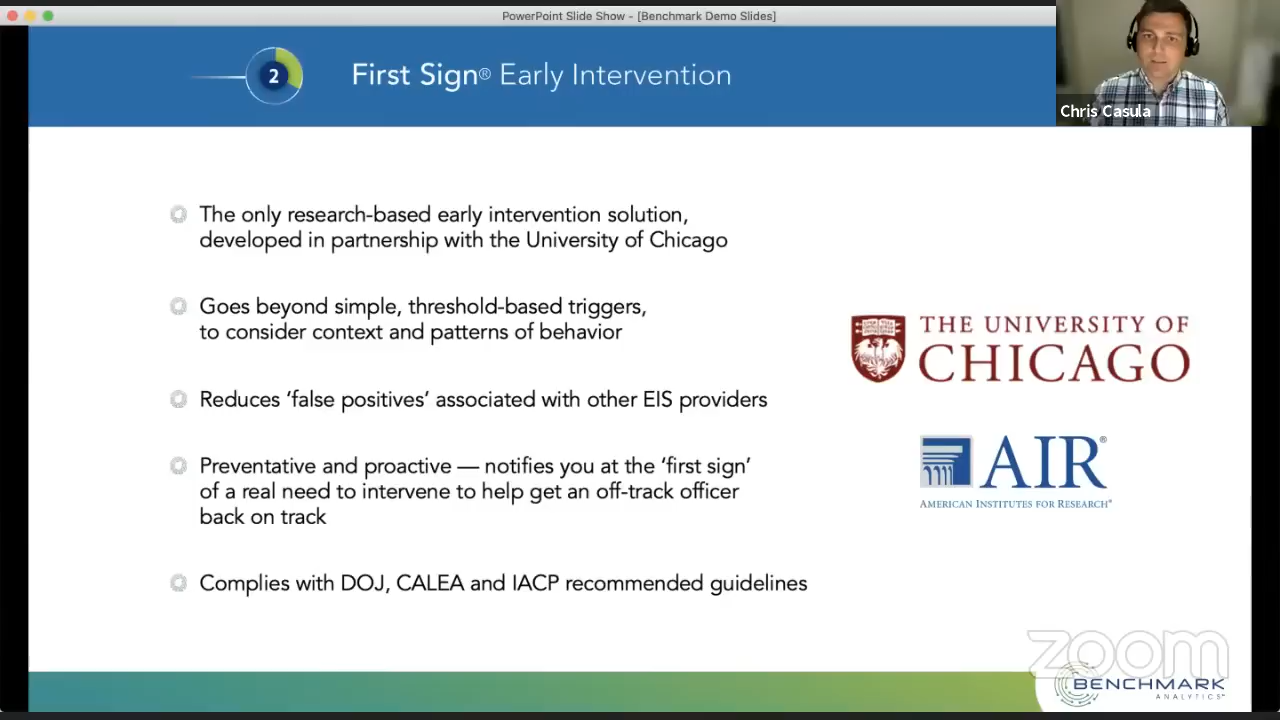 PowerPoint Slide Show - [Benchmark Demo Slides]
2
First Sign® Early Intervention
Chris Casula
The only research-based early intervention solution,
developed in partnership with the University of Chicago
Goes beyond simple, threshold-based triggers,
to consider context and patterns of behavior
Reduces ‘false positives’ associated with other EIS providers
Preventative and proactive — notifies you at the ‘first sign’
of a real need to intervene to help get an off-track officer
back on track
Complies with DOJ, CALEA and IACP recommended guidelines
THE UNIVERSITY OF
CHICAGO
AIR®
AMERICAN INSTITUTES FOR RESEARCH®
zoom
BENCHMARK
ANALYTICS™